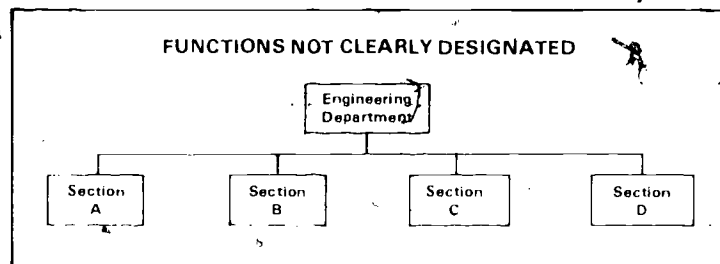 FUNCTIONS NOT CLEARLY DESIGNATED
Engineering
Department
Section
A
Section
B
Section
C
Section
D